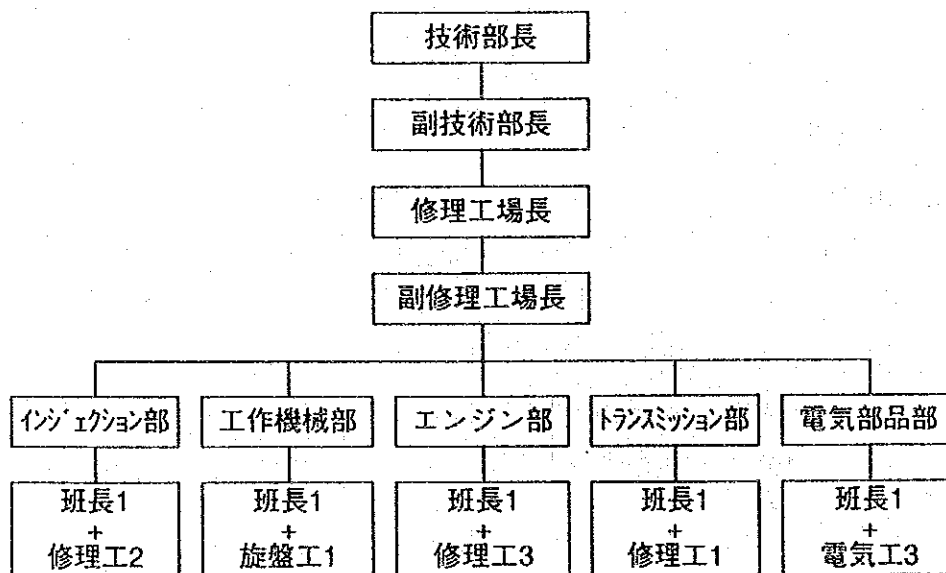 技術部長
副技術部長
修理工場長
副修理工場長
インジェクション部
工作機械部
エンジン部
トランスミッション部
電気部品部
班長1
+
修理工2
班長1
+
旋盤工1
班長1
+
修理工3
班長1
+
修理工1
班長1
+
電気工3